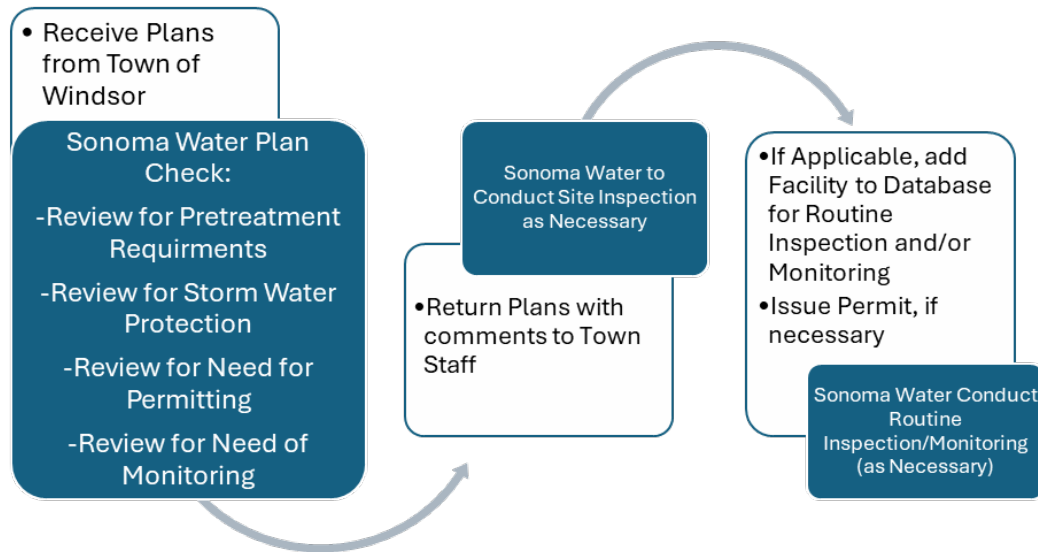 • Receive Plans
from Town of
Windsor
Sonoma Water Plan
Check:
-Review for Pretreatment
Requirments
-Review for Storm Water
Protection
-Review for Need for
Permitting
-Review for Need of
Monitoring
Sonoma Water to
Conduct Site Inspection
as Necessary
•Return Plans with
comments to Town
Staff
•If Applicable, add
Facility to Database
for Routine
Inspection and/or
Monitoring
•Issue Permit, if
necessary
Sonoma Water Conduct
Routine
Inspection/Monitoring
(as Necessary)